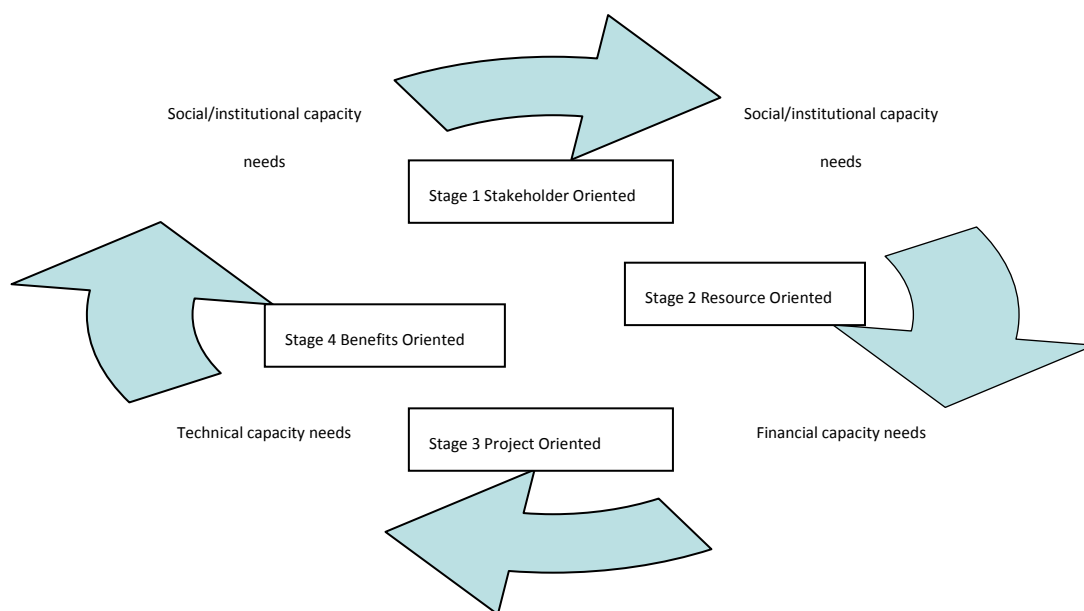 Social/institutional capacity
needs
Social/institutional capacity
needs
Stage 1 Stakeholder Oriented
Stage 2 Resource Oriented
Stage 4 Benefits Oriented
Technical capacity needs
Stage 3 Project Oriented
Financial capacity needs